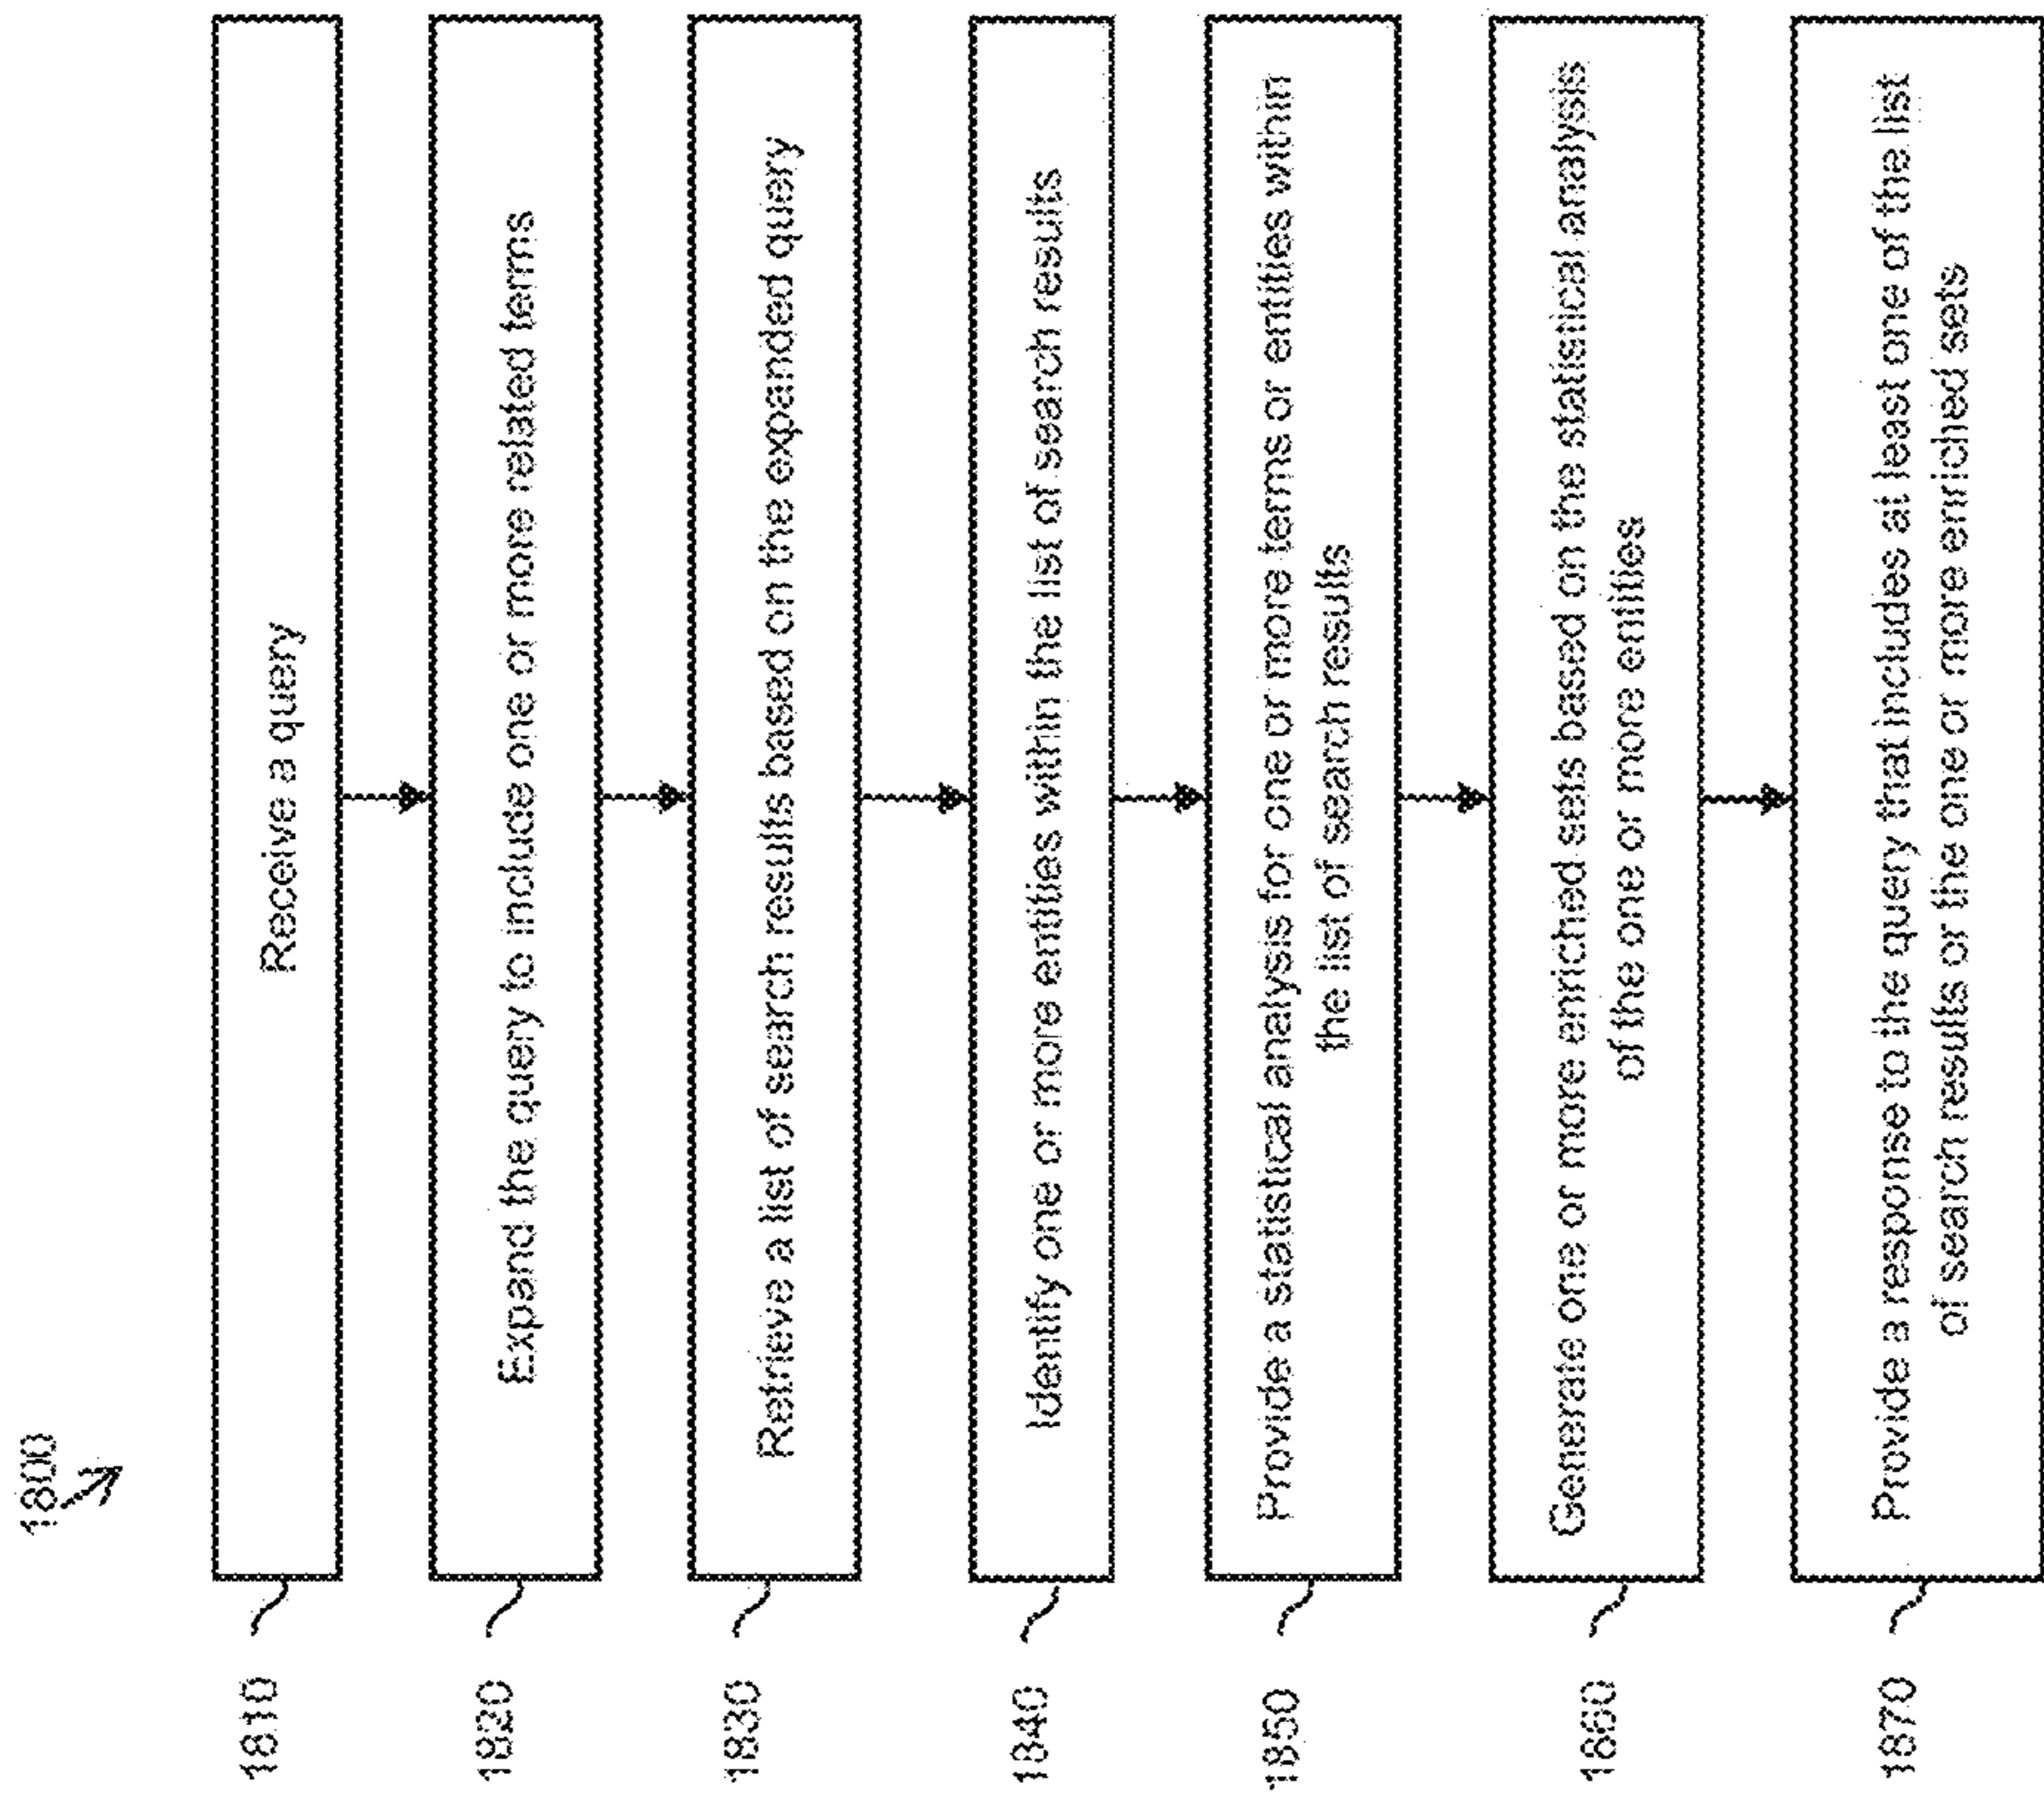 1800
1810
Receive a query
1820
Expand the query to include one or more related terms
1830
Retrieve a list of search results based on the expanded query
1840
Identify one or more entities within the list of search results
1850
Provide a statistical analysis for one or more terms or entities within
the list of search results
1860
Generate one or more enriched sets based on the statistical analysis
of the one or more entities
1870
Provide a response to the query that includes at least one of the list
of search results or the one or more enriched sets